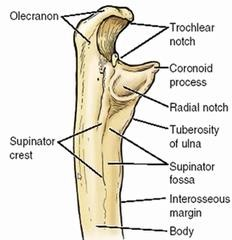 Olecranon
Trochlear
notch
Coronoid
process
Radial notch
Tuberosity
of ulna
Supinator
crest
Supinator
fossa
Interosseous
margin
Body